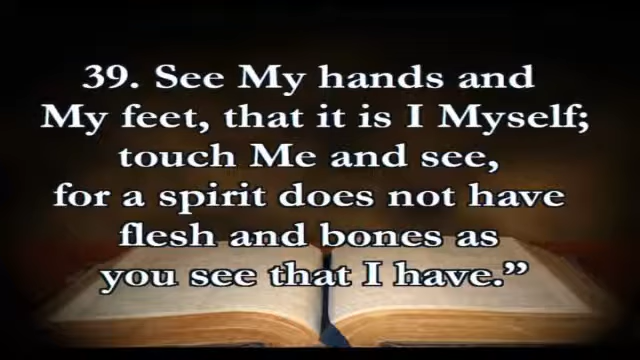 39. See My hands and
My feet, that it is I Myself;
touch Me and see,
for a spirit does not have
flesh and bones as
you see that I have.”